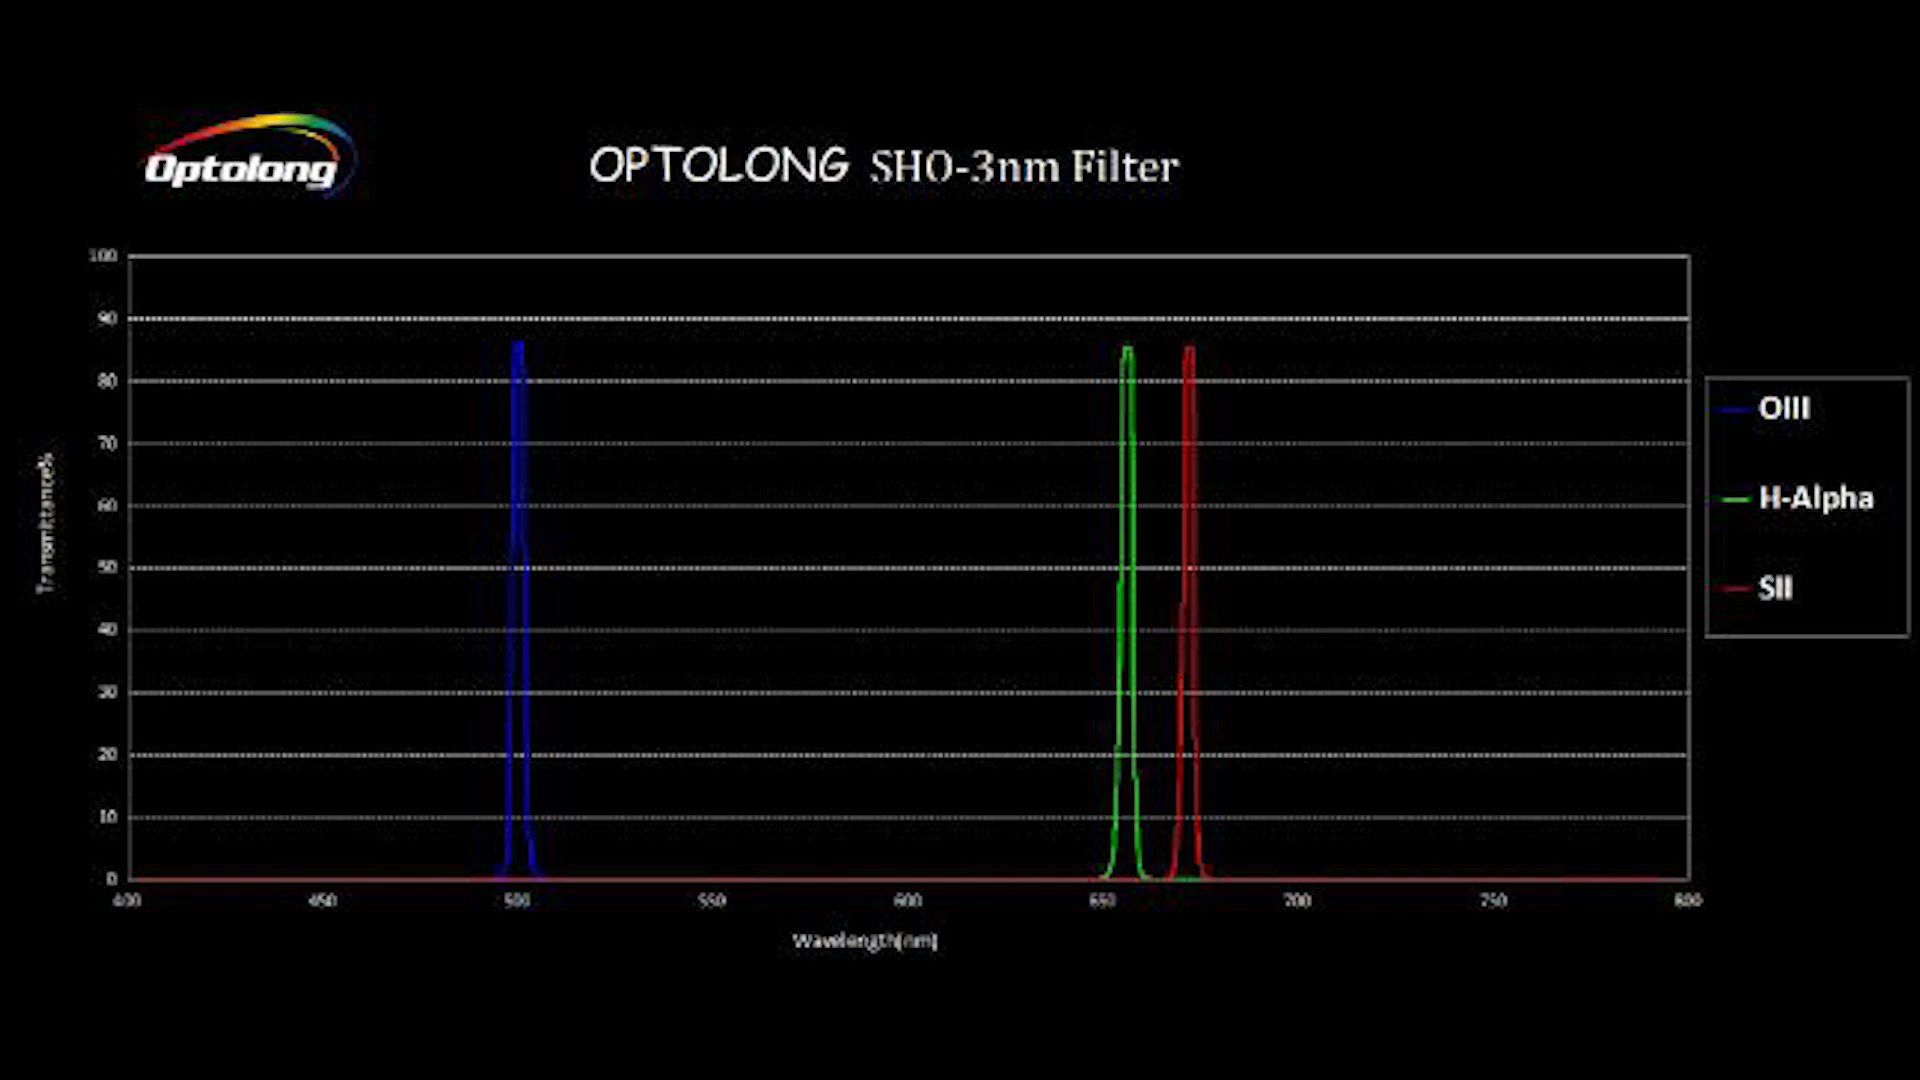 Optolong
OPTOLONG SHO-3nm Filter
100
90
80
70
60
50
40
30
20
10
0
Transmittance%
400 450 500 550 600 650 700 750 800
Wavelength(nm)
OIII
H-Alpha
SII